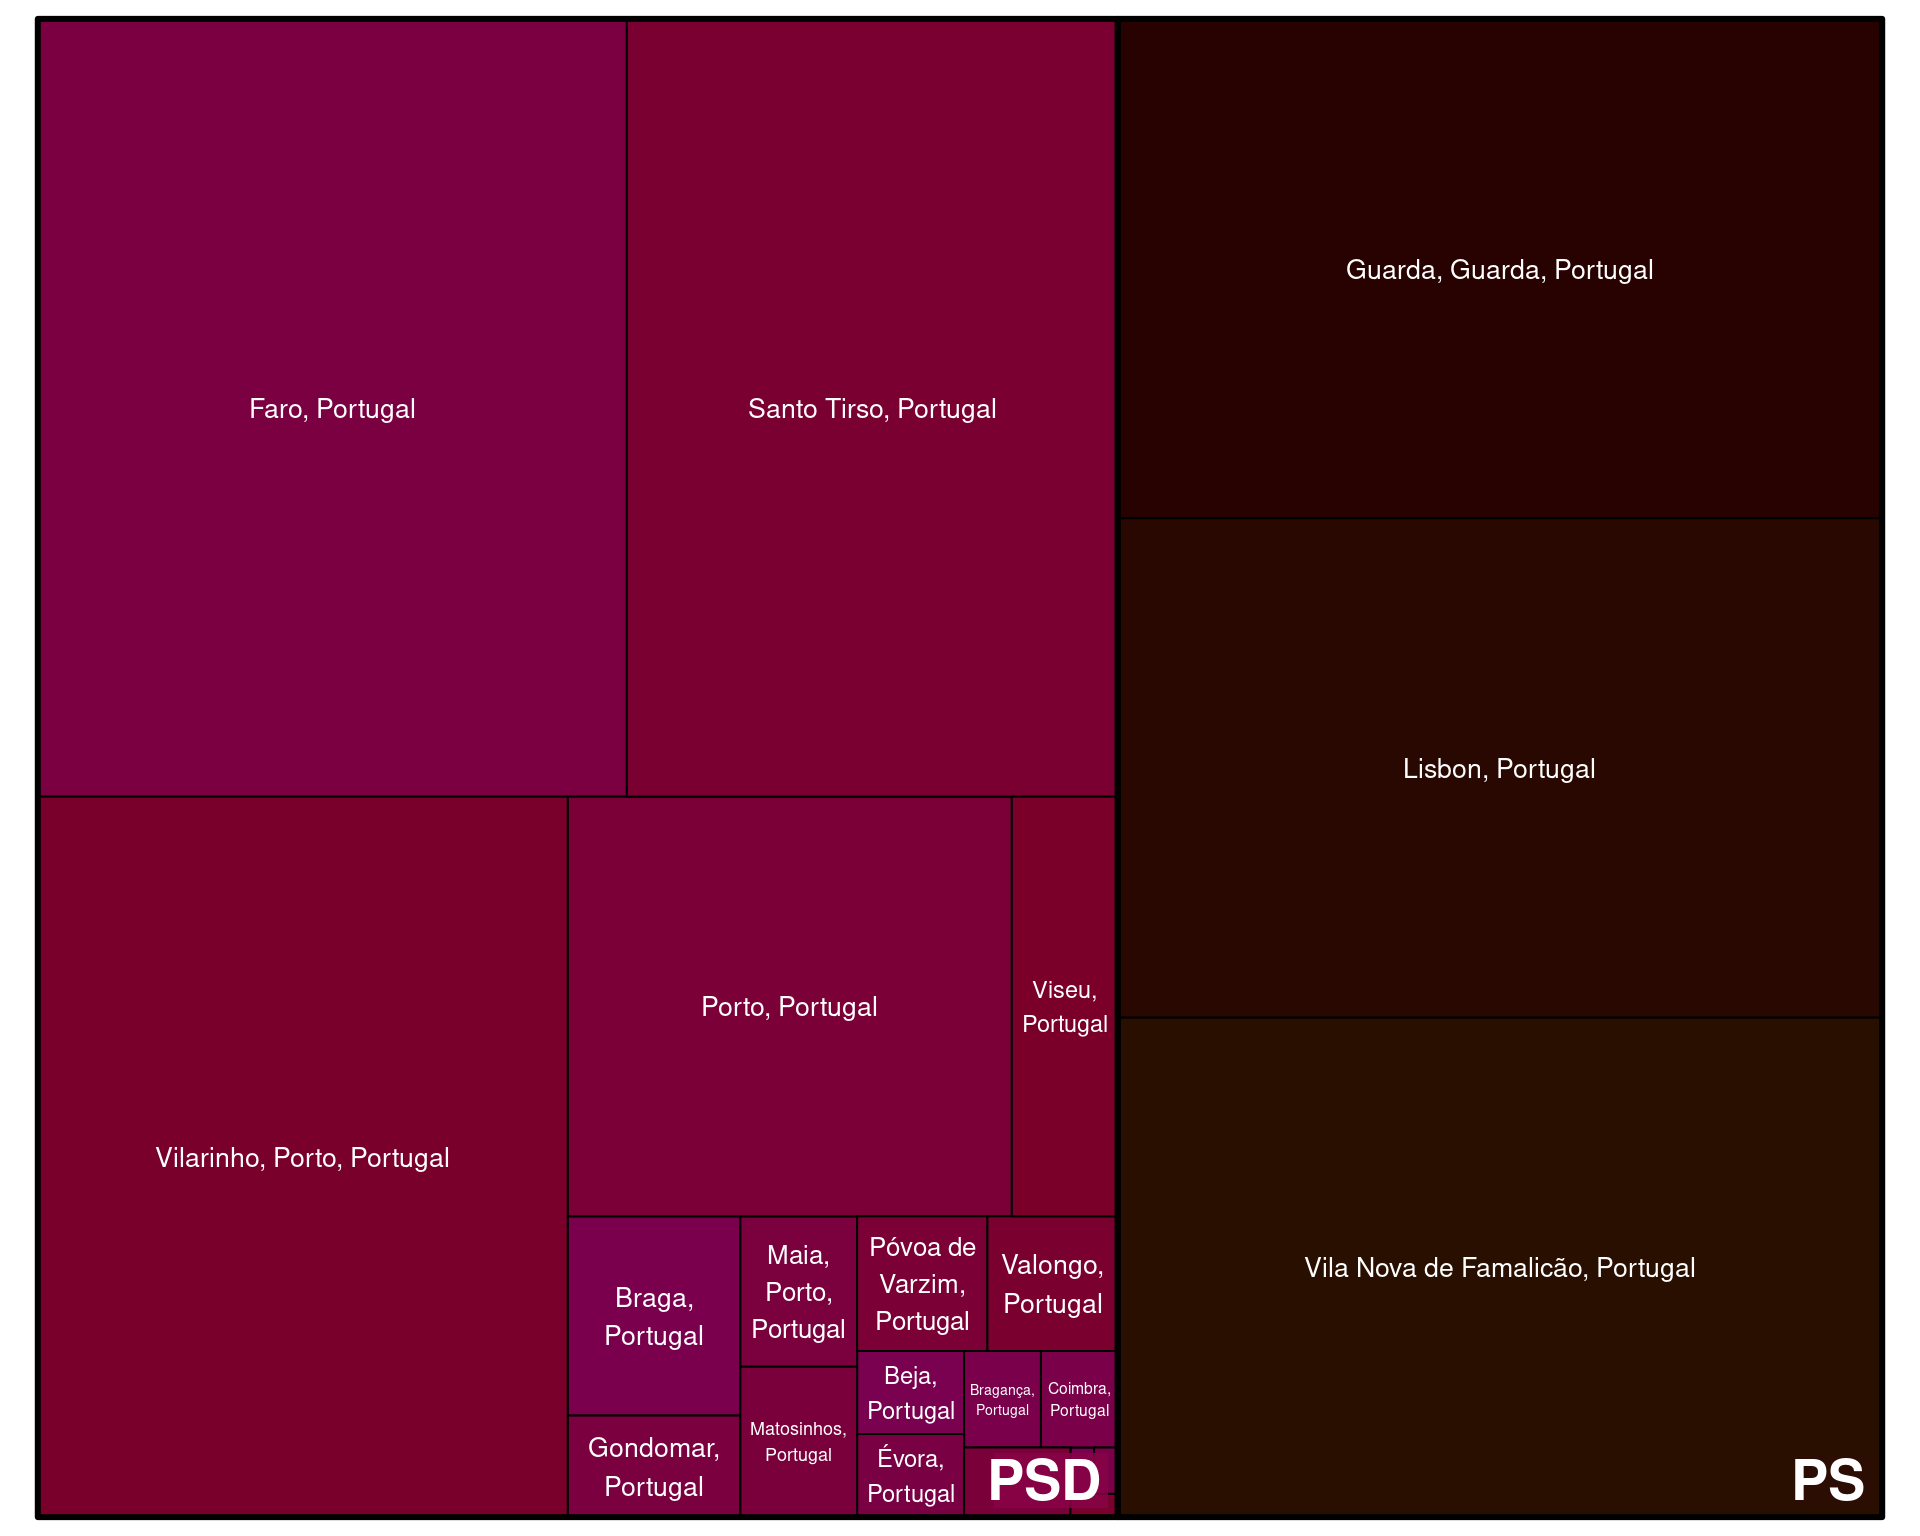 Faro, Portugal
Santo Tirso, Portugal
Vilarinho, Porto, Portugal
Porto, Portugal
Viseu,
Portugal
Braga,
Portugal
Gondomar,
Portugal
Maia,
Porto,
Portugal
Matosinhos,
Portugal
Póvoa de
Varzim,
Portugal
Valongo,
Portugal
Beja,
Portugal
Évora,
Portugal
Bragança,
Portugal
Coimbra,
Portugal
PSD
Guarda, Guarda, Portugal
Lisbon, Portugal
Vila Nova de Famalicão, Portugal
PS